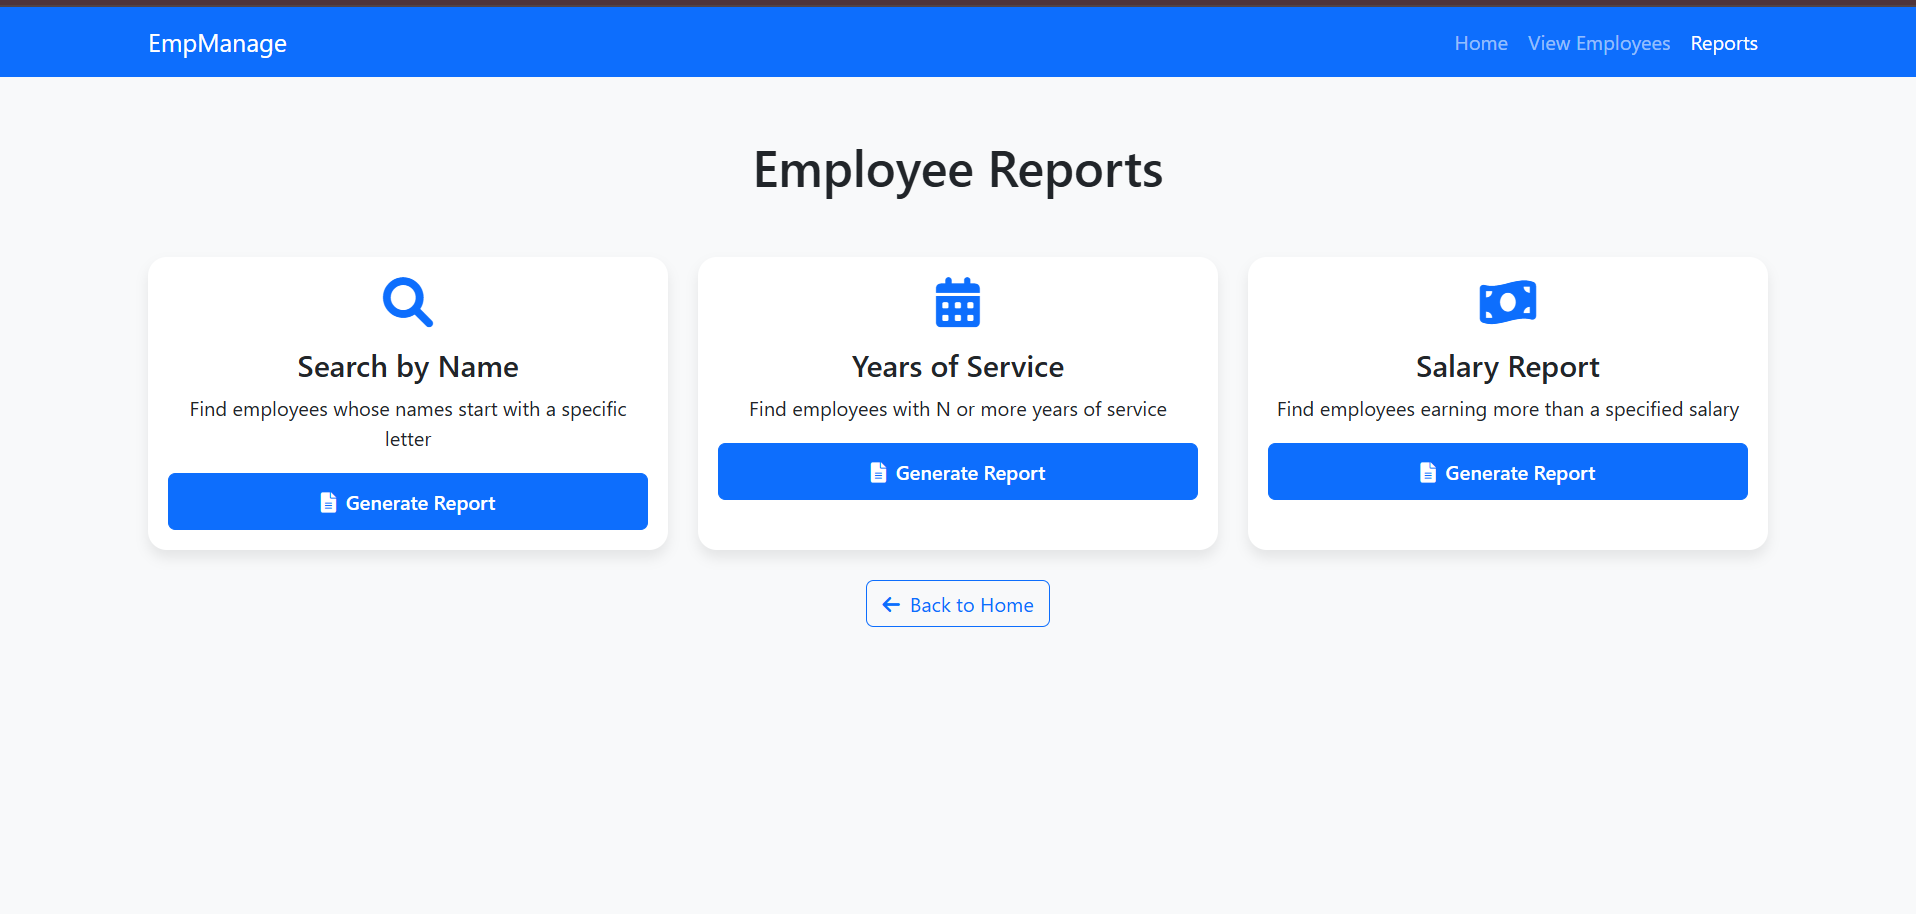 EmpManage
Home
View Employees
Reports
Employee Reports
Search by Name
Find employees whose names start with a specific
letter
Generate Report
Years of Service
Find employees with N or more years of service
Generate Report
Salary Report
Find employees earning more than a specified salary
Generate Report
Back to Home